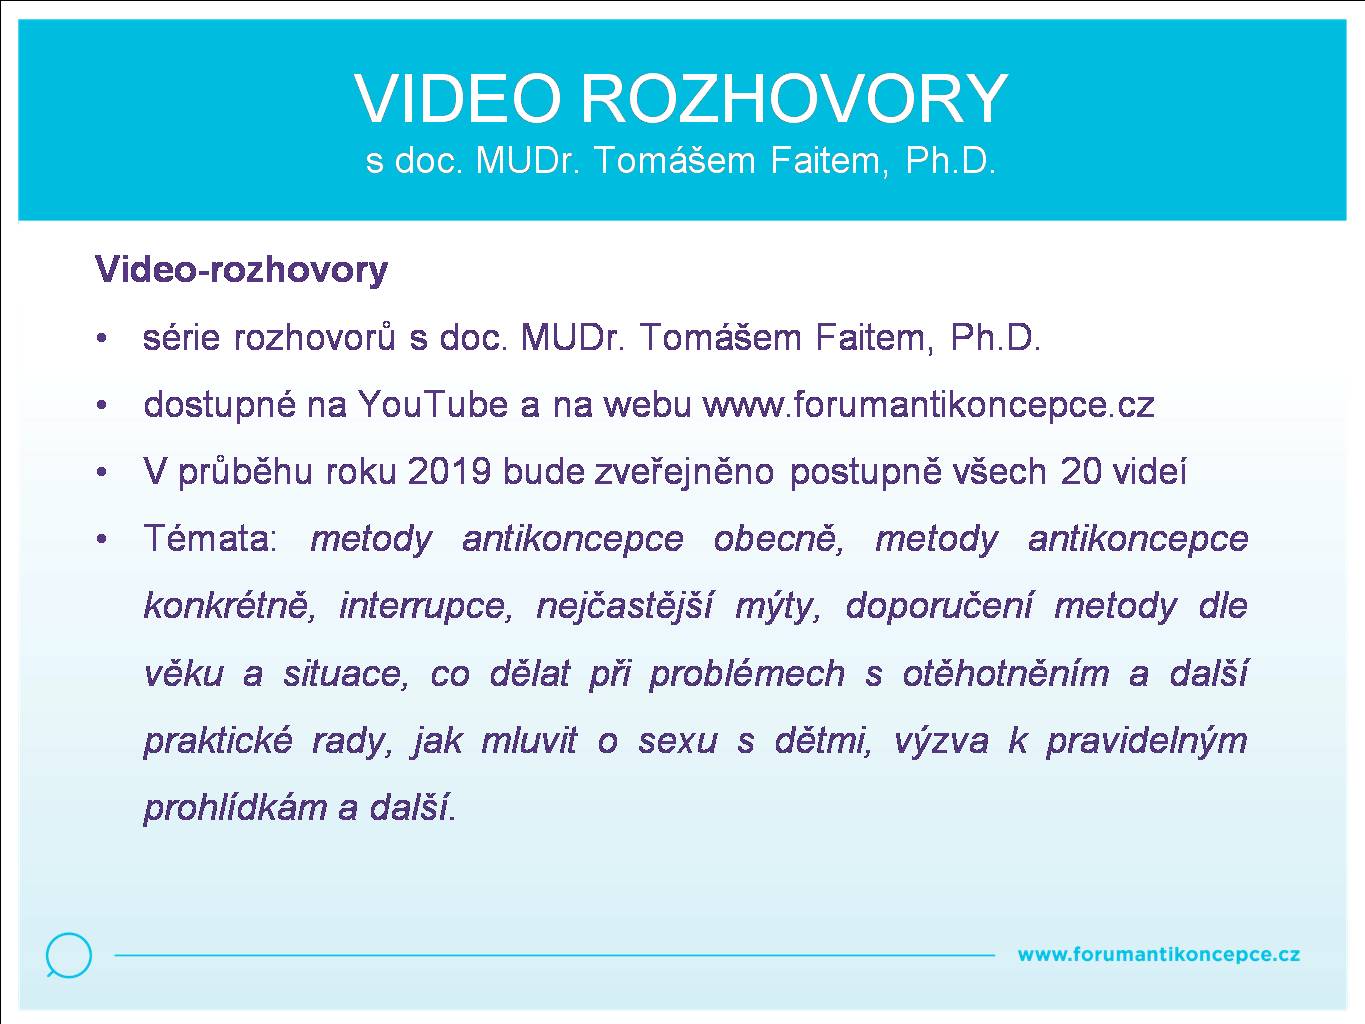 VIDEO ROZHOVORY
s doc. MUDr. Tomášem Faitem, Ph.D.
Video-rozhovory
• série rozhovorů s doc. MUDr. Tomášem Faitem, Ph.D.
• dostupné na YouTube a na webu www.forumantikoncepce.cz
• V průběhu roku 2019 bude zveřejněno postupně všech 20 videí
• Témata: metody antikoncepce obecně, metody antikoncepce
konkrétně, interrupce, nejčastější mýty, doporučení metody dle
věku a situace, co dělat při problémech s otěhotněním a další
praktické rady, jak mluvit o sexu s dětmi, výzva k pravidelným
prohlídkám a další.
www.forumantikoncepce.cz